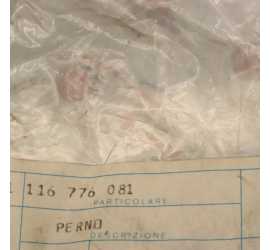 116 776 081
PARTICOLARE
PERNO
DESCRIZIONE